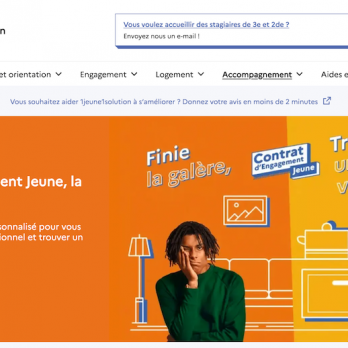 n
Vous voulez accueillir des stagiaires de 3e et 2de ?
Envoyez nous un e-mail !
et orientation
Engagement
Logement
Accompagnement
Aides e
Vous souhaitez aider 1jeune1solution à s'améliorer ? Donnez votre avis en moins de 2 minutes
Finie
la galère,
Contrat
d'Engagement
Jeune
Tr
u
v
ent Jeune, la
sonnalisé pour vous
ionnel et trouver un